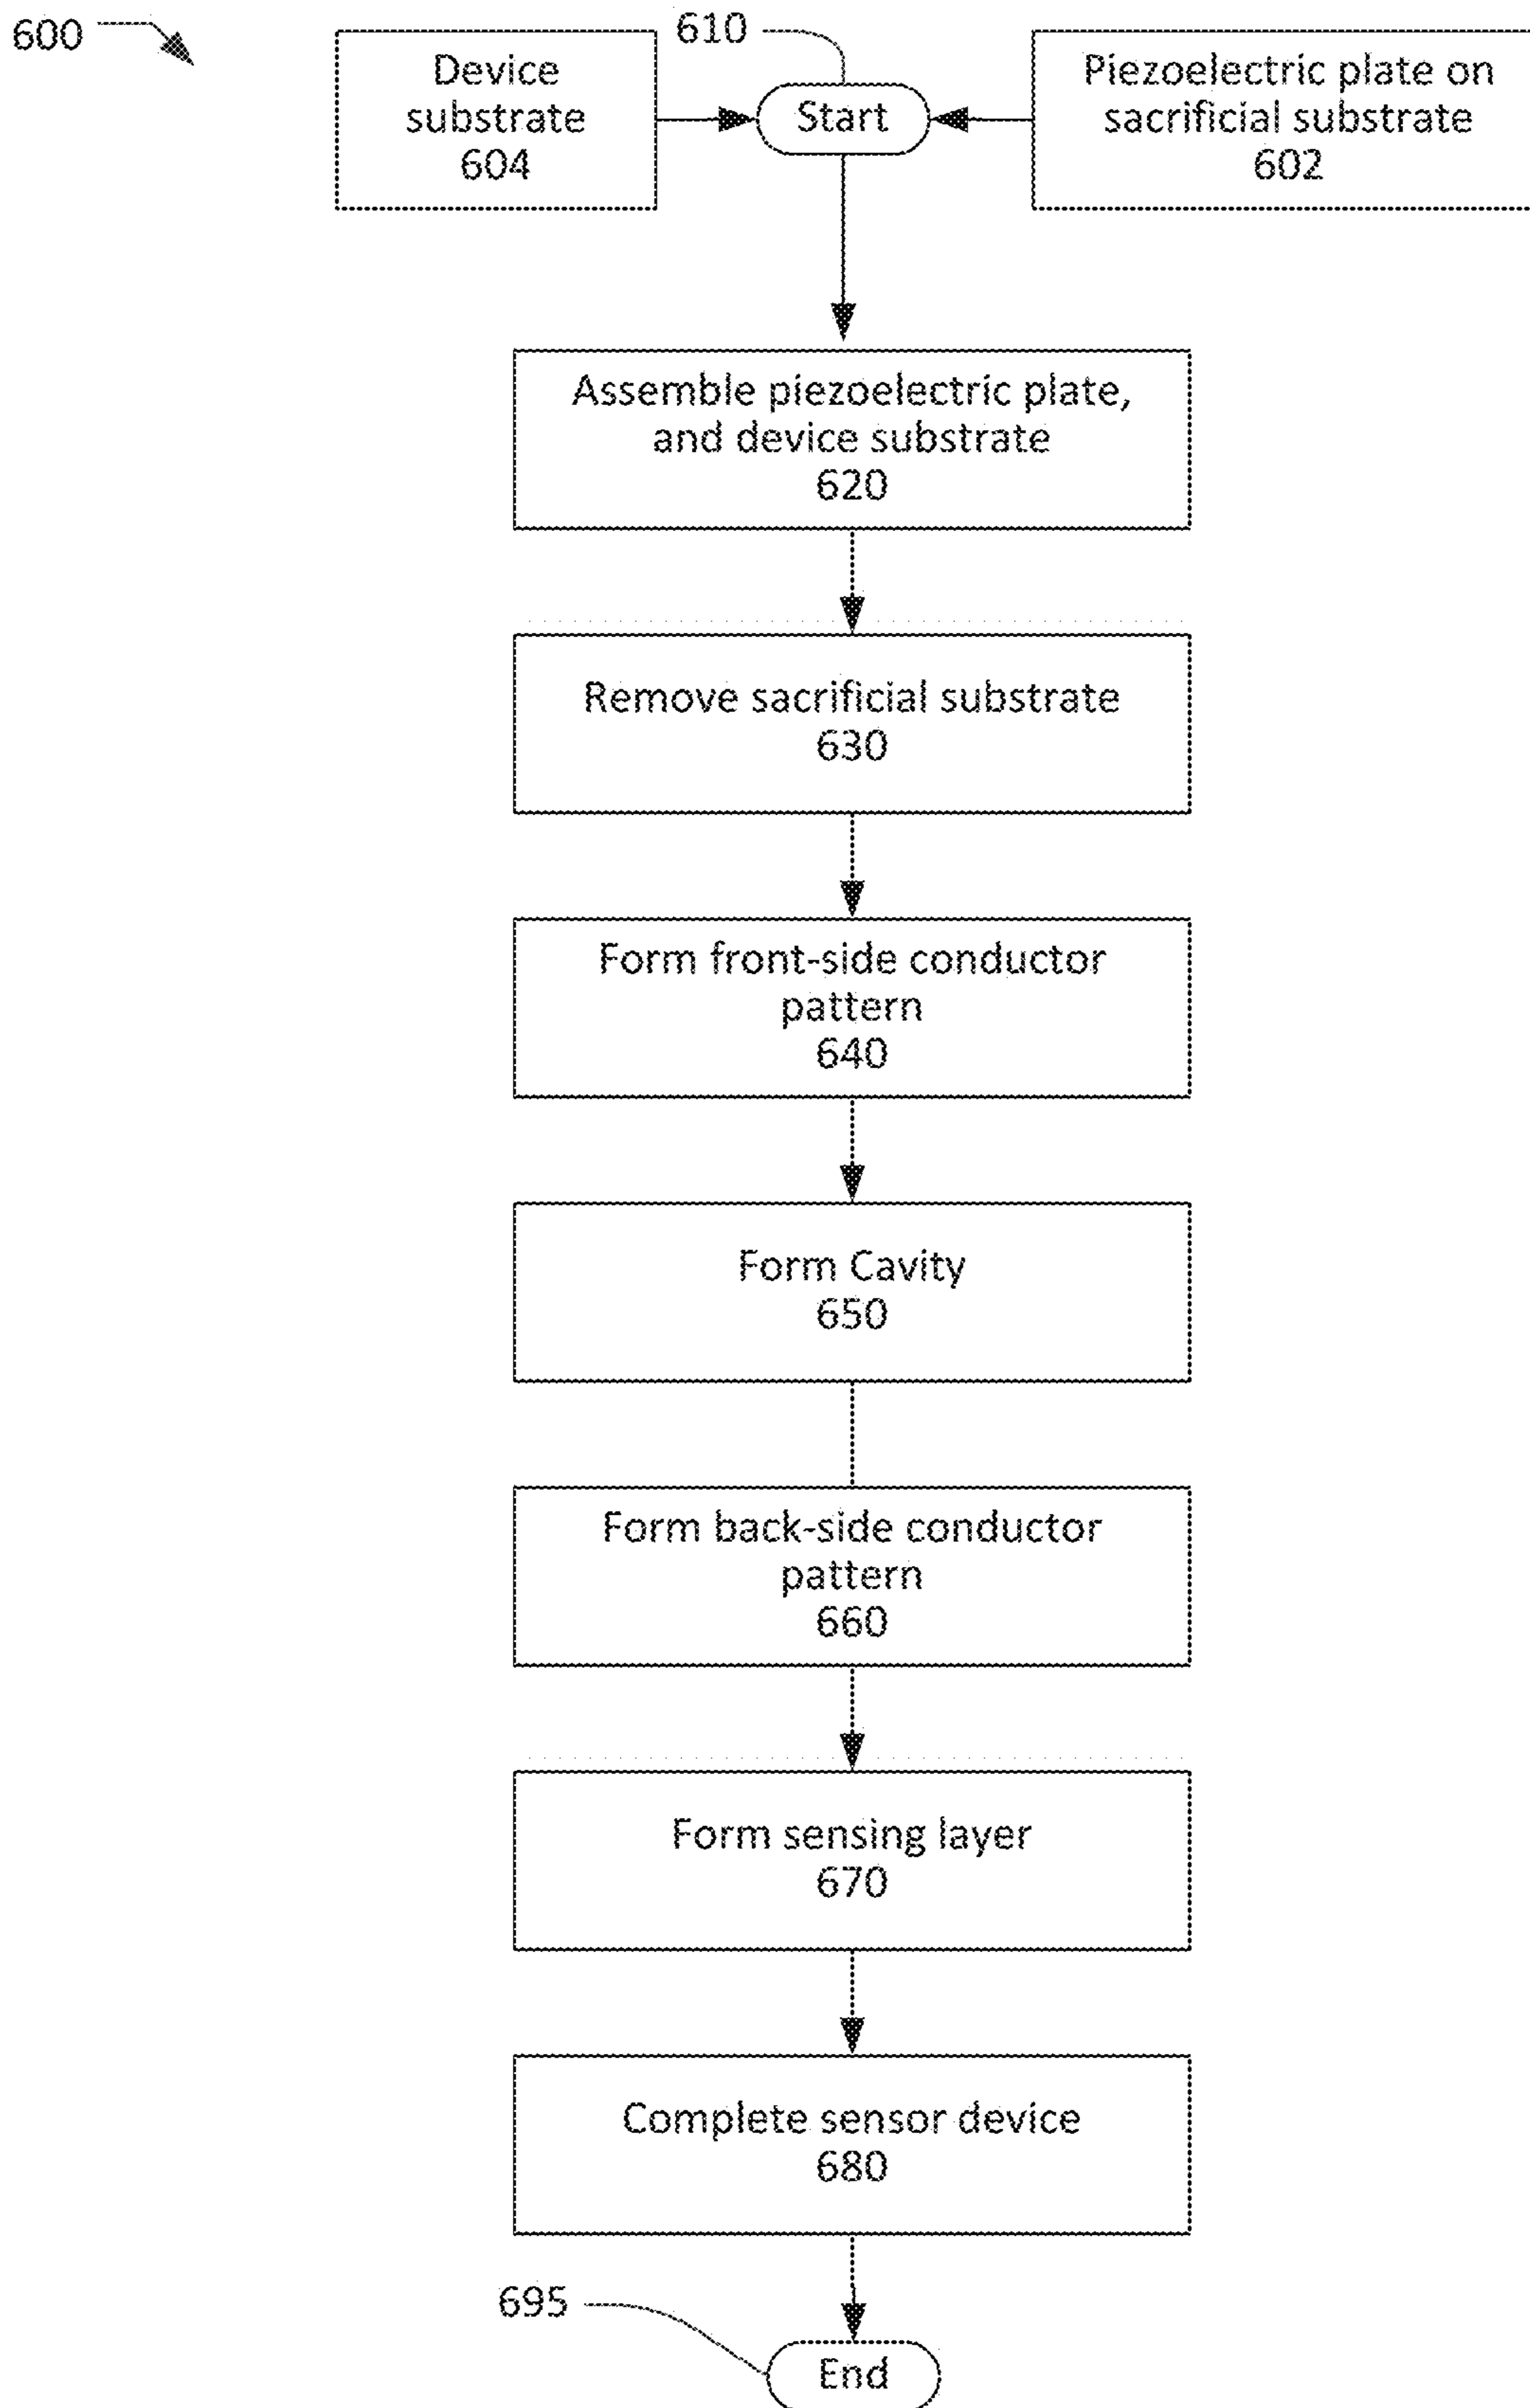 600
610
Device
substrate
604
Start
Piezoelectric plate on
sacrificial substrate
602
Assemble piezoelectric plate,
and device substrate
620
Remove sacrificial substrate
630
Form front-side conductor
pattern
640
Form Cavity
650
Form back-side conductor
pattern
660
Form sensing layer
670
Complete sensor device
680
695
End